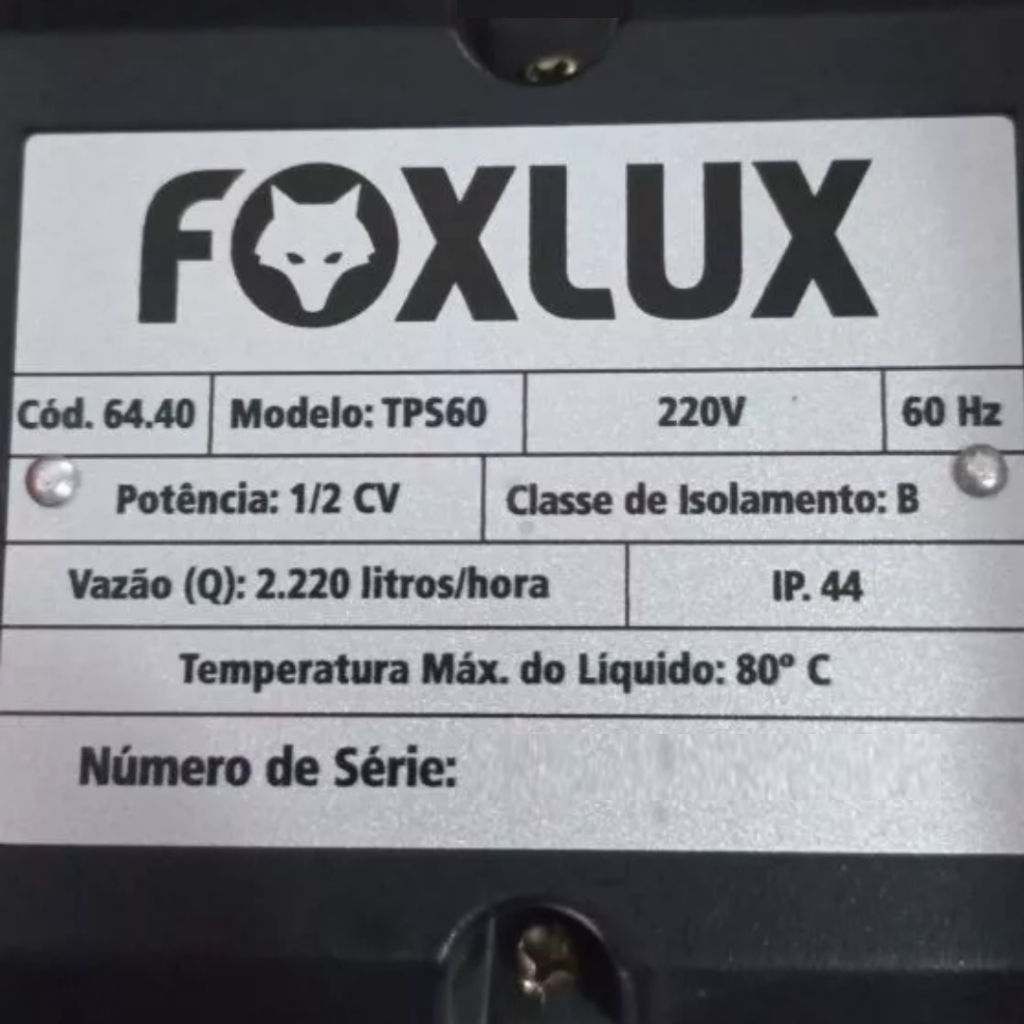 FOXLUX
Cód. 64.40 Modelo: TPS60 220V 60 Hz
Potência: 1/2 CV Classe de Isolamento: B
Vazão (Q): 2.220 litros/hora IP. 44
Temperatura Máx. do Líquido: 80º C
Número de Série: